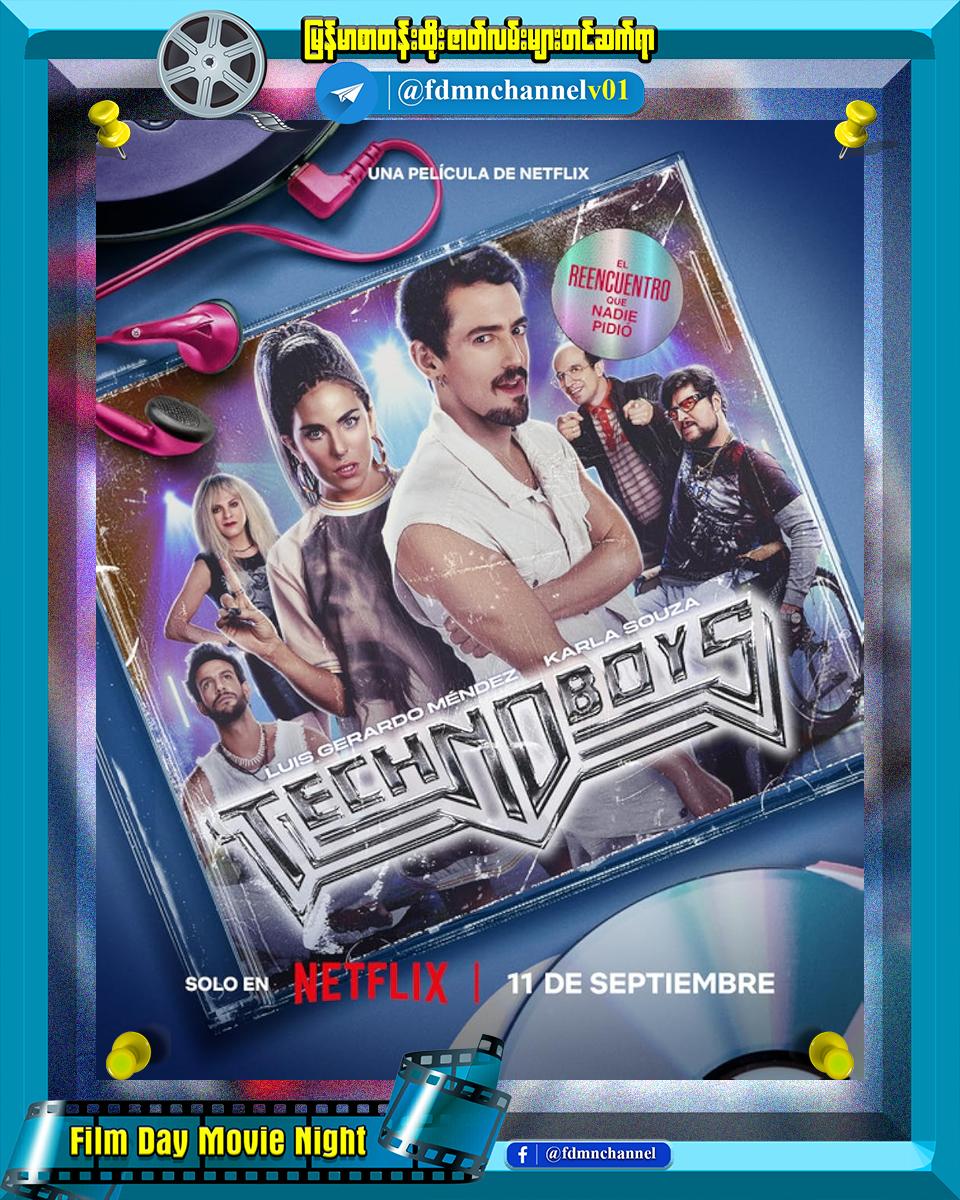 မြန်မာစာတန်းထိုးဇာတ်လမ်းများတင်ဆက်ရာ
@fdmnchannelv01
UNA PELÍCULA DE NETFLIX
EL
REENCUENTRO
QUE
NADIE
PIDIÓ
LUIS GERARDO MÉNDEZ
KARLA SOUZA
TECHNOBOYS
SOLO EN NETFLIX | 11 DE SEPTIEMBRE
Film Day Movie Night
f | @fdmnchannel